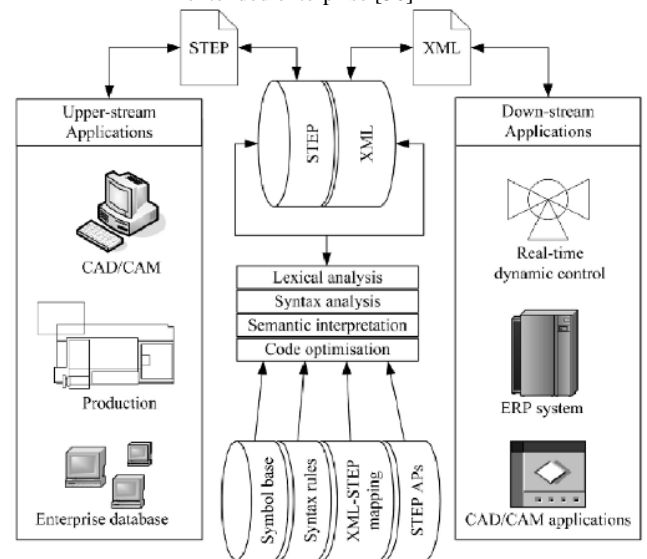 STEP
XML
Upper-stream
Applications
CAD/CAM
Production
Enterprise database
STEP
XML
Lexical analysis
Syntax analysis
Semantic interpretation
Code optimisation
Symbol base
Syntax rules
XML-STEP
mapping
STEP APs
Down-stream
Applications
Real-time
dynamic control
ERP system
CAD/CAM applications